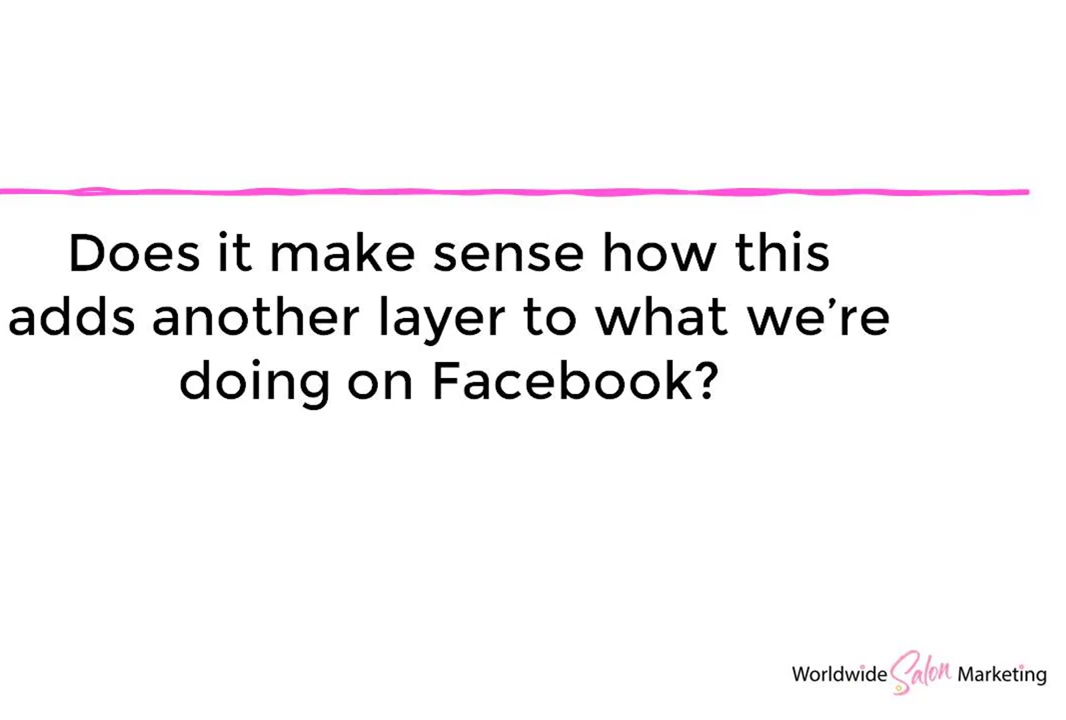 Does it make sense how this
adds another layer to what we’re
doing on Facebook?
Worldwide Salon Marketing